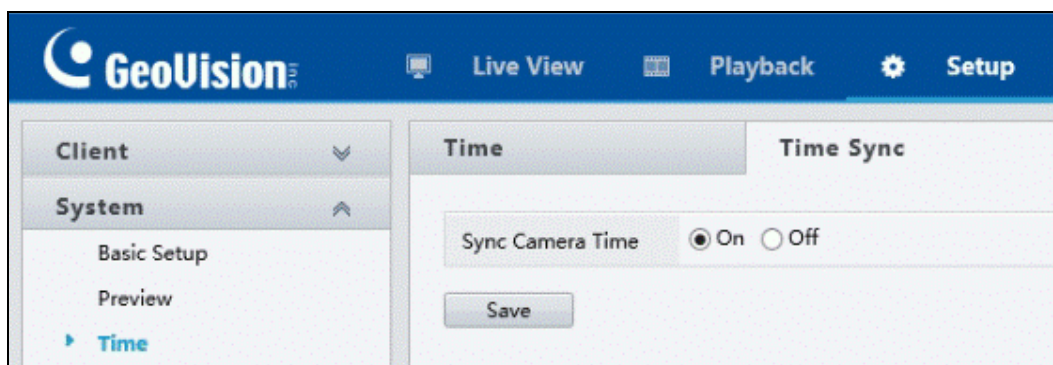 GeoVision Inc
Live View
Playback
Setup
Client
System
Basic Setup
Preview
Time
Time
Time Sync
Sync Camera Time
On
Off
Save